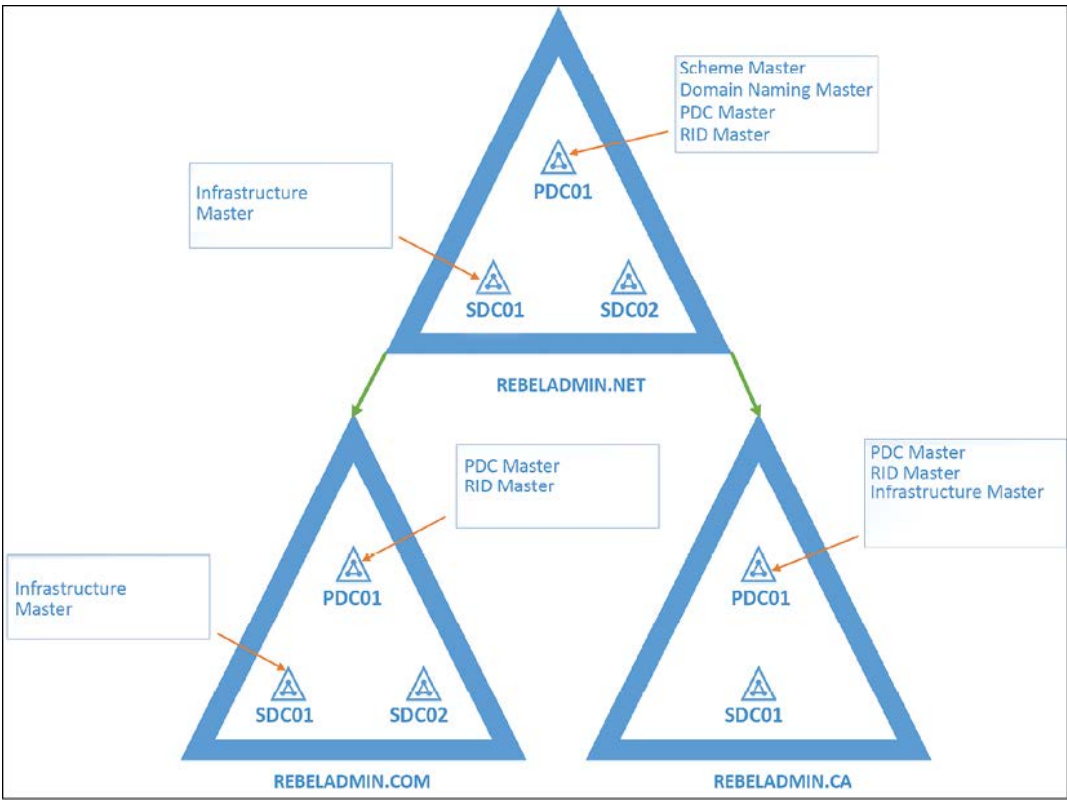 Scheme Master
Domain Naming Master
PDC Master
RID Master
PDC01
Infrastructure
Master
SDC01
SDC02
REBELADMIN.NET
PDC Master
RID Master
PDC01
Infrastructure
Master
SDC01
SDC02
REBELADMIN.COM
PDC Master
RID Master
Infrastructure Master
PDC01
SDC01
REBELADMIN.CA